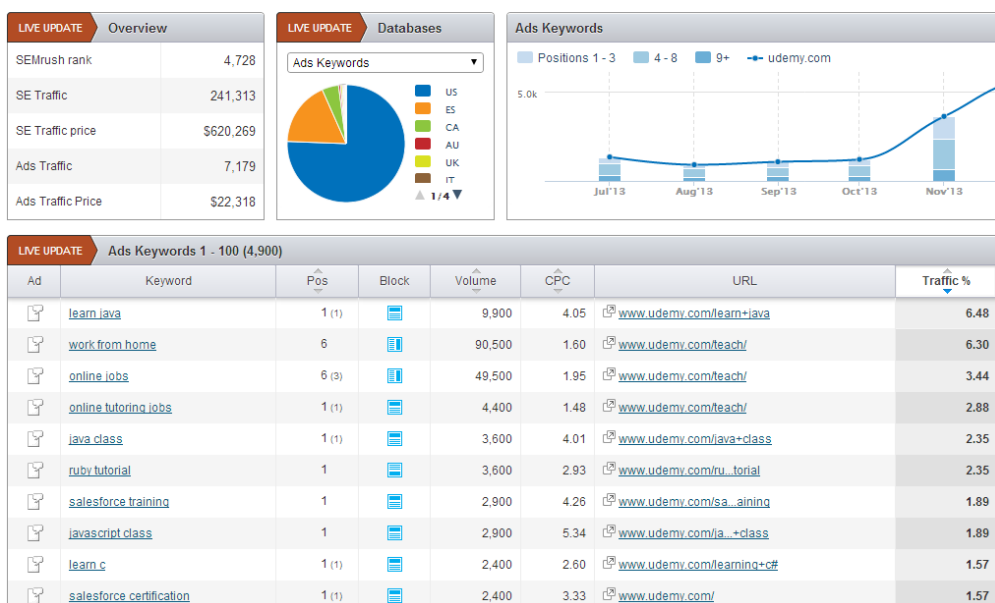 LIVE UPDATE Overview
SEMrush rank 4,728
SE Traffic 241,313
SE Traffic price $620,269
Ads Traffic 7,179
Ads Traffic Price $22,318
LIVE UPDATE Databases
Ads Keywords
US
ES
CA
AU
UK
IT
1/4
Ads Keywords
Positions 1 - 3 4 - 8 9+ udemy.com
5.0k
Jul'13 Aug'13 Sep'13 Oct'13 Nov'13
LIVE UPDATE Ads Keywords 1 - 100 (4,900)
Ad Keyword Pos Block Volume CPC URL Traffic %
learn java 1 (1) 9,900 4.05 www.udemy.com/learn+java 6.48
work from home 6 90,500 1.60 www.udemy.com/teach/ 6.30
online jobs 6 (3) 49,500 1.95 www.udemy.com/teach/ 3.44
online tutoring jobs 1 (1) 4,400 1.48 www.udemy.com/teach/ 2.88
java class 1 (1) 3,600 4.01 www.udemy.com/java+class 2.35
ruby tutorial 1 3,600 2.93 www.udemy.com/ru...torial 2.35
salesforce training 1 2,900 4.26 www.udemy.com/sa...aining 1.89
javascript class 1 2,900 5.34 www.udemy.com/ja...+class 1.89
learn c 1 (1) 2,400 2.60 www.udemy.com/learning+c# 1.57
salesforce certification 1 (1) 2,400 3.33 www.udemy.com/ 1.57